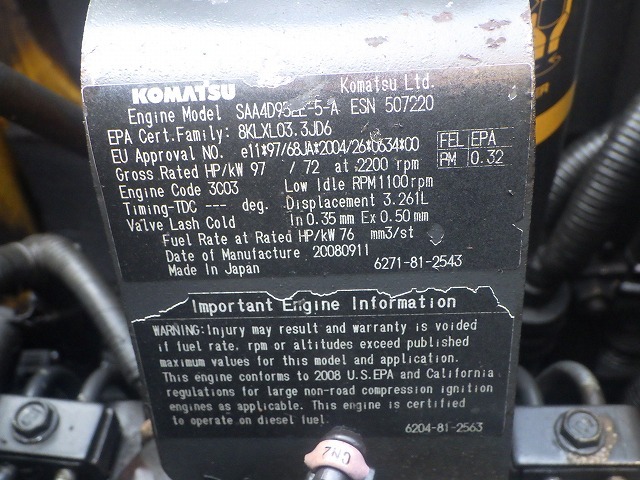 KOMATSU Komatsu Ltd.
Engine Model SAA4D95LE-5-A ESN 507220
EPA Cert.Family: 8KLXL03.3JD6
EU Approval NO. e11*97/68JA*2004/26*0634*00
FEL EPA
PM 0.32
Gross Rated HP/kW 97 / 72 at 2200 rpm
Engine Code 3C03 Low Idle RPM 1100 rpm
Timing-TDC --- deg. Displacement 3.261L
Valve Lash Cold In 0.35 mm Ex 0.50 mm
Fuel Rate at Rated HP/kW 76 mm3/st
Date of Manufacture 20080911
Made In Japan 6271-81-2543
Important Engine Information
WARNING: Injury may result and warranty is voided
if fuel rate, rpm or altitudes exceed published
maximum values for this model and application.
This engine conforms to 2008 U.S.EPA and California
regulations for large non-road compression ignition
engines as applicable. This engine is certified
to operate on diesel fuel. 6204-81-2563
CN2